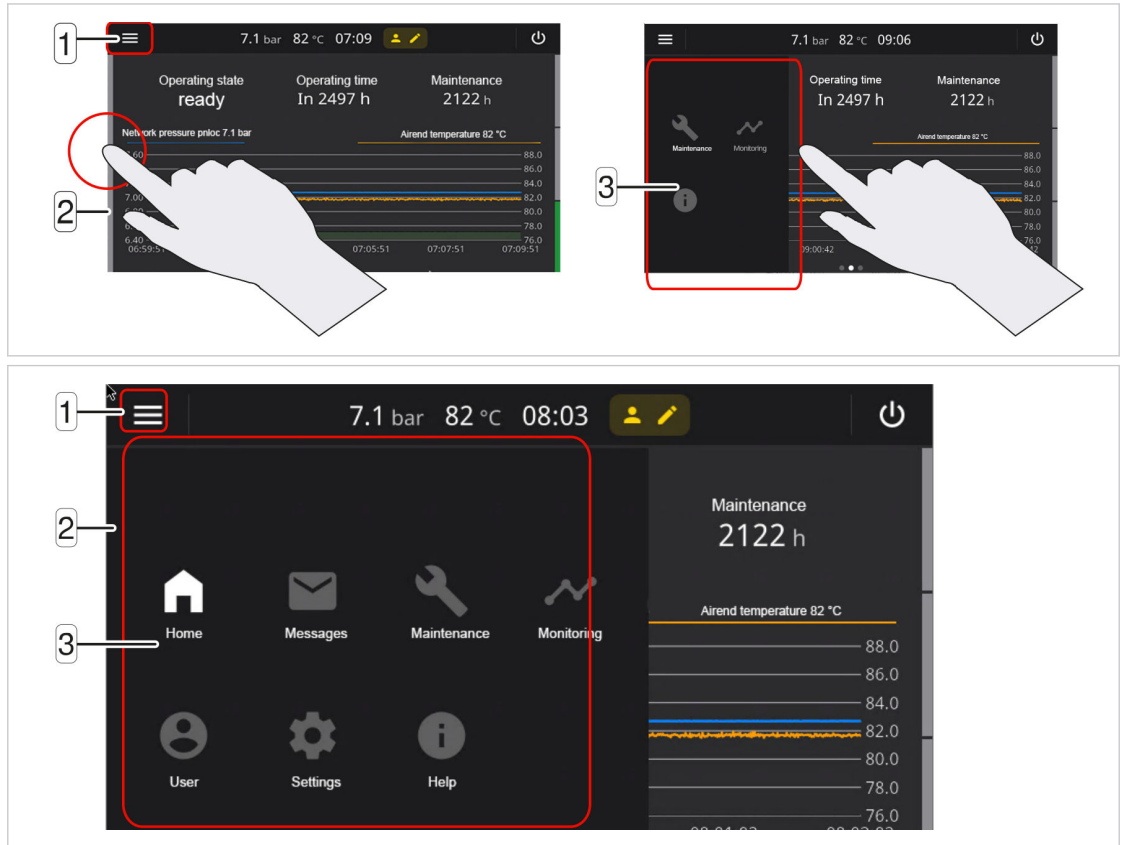 1
7.1 bar 82 °C 07:09
Operating state Operating time Maintenance
ready In 2497 h 2122 h
Network pressure pnloc 7.1 bar Airend temperature 82 °C
88.0
86.0
84.0
7.00 82.0
2
80.0
78.0
6.40 76.0
06:59:51 07:05:51 07:07:51 07:09:51
7.1 bar 82 °C 09:06
Operating time Maintenance
In 2497 h 2122 h
Airend temperature 82 °C
Maintenance Monitoring
88.0
86.0
84.0
3
82.0
80.0
78.0
76.0
09:00:42
1
7.1 bar 82 °C 08:03
2
Maintenance
2122 h
Airend temperature 82 °C
Home Messages Maintenance Monitoring
3
88.0
86.0
84.0
82.0
80.0
User Settings Help
78.0
76.0